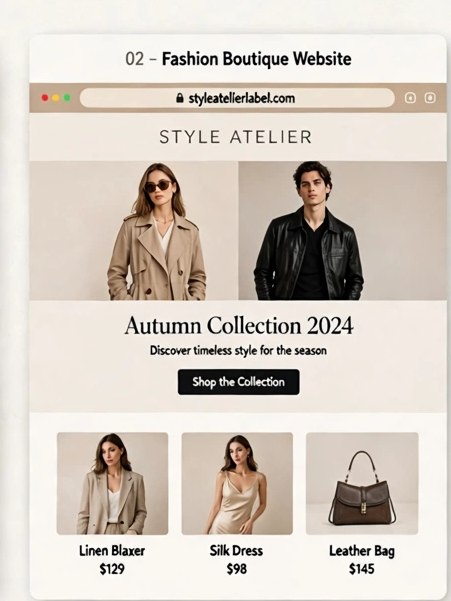 02 – Fashion Boutique Website
styleatelierlabel.com
STYLE ATELIER
Autumn Collection 2024
Discover timeless style for the season
Shop the Collection
Linen Blaxer
$129
Silk Dress
$98
Leather Bag
$145